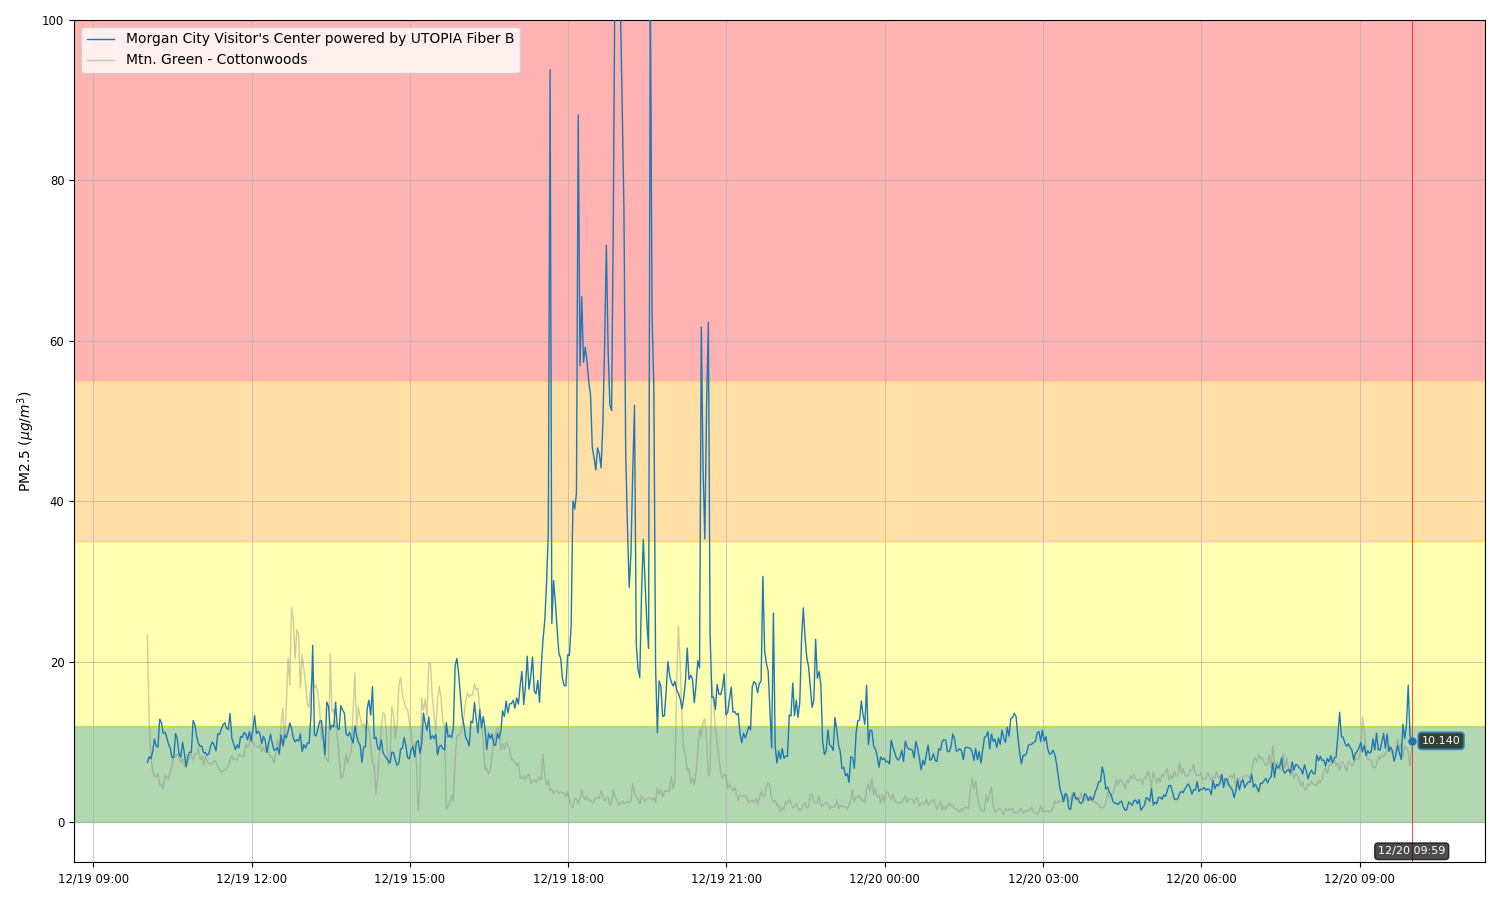 100
Morgan City Visitor's Center powered by UTOPIA Fiber B
Mtn. Green - Cottonwoods
80
60
PM2.5 (μg/m³)
40
20
10.140
0
12/20 09:59
12/19 09:00 12/19 12:00 12/19 15:00 12/19 18:00 12/19 21:00 12/20 00:00 12/20 03:00 12/20 06:00 12/20 09:00